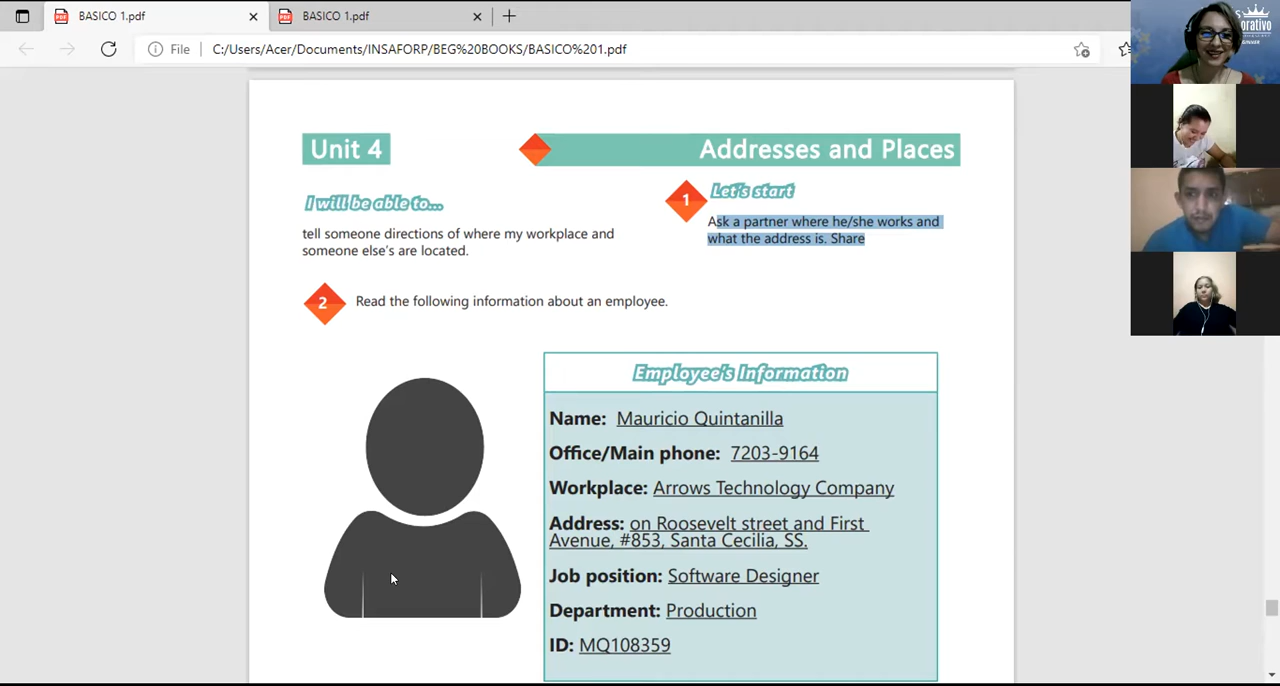 BASICO 1.pdf
BASICO 1.pdf
File
C:/Users/Acer/Documents/INSAFORP/BEG%20BOOKS/BASICO%201.pdf
Unit 4
Addresses and Places
I will be able to...
tell someone directions of where my workplace and
someone else's are located.
1
Let's start
Ask a partner where he/she works and
what the address is. Share
2
Read the following information about an employee.
Employee's Information
Name: Mauricio Quintanilla
Office/Main phone: 7203-9164
Workplace: Arrows Technology Company
Address: on Roosevelt street and First
Avenue, #853, Santa Cecilia, SS.
Job position: Software Designer
Department: Production
ID: MQ108359